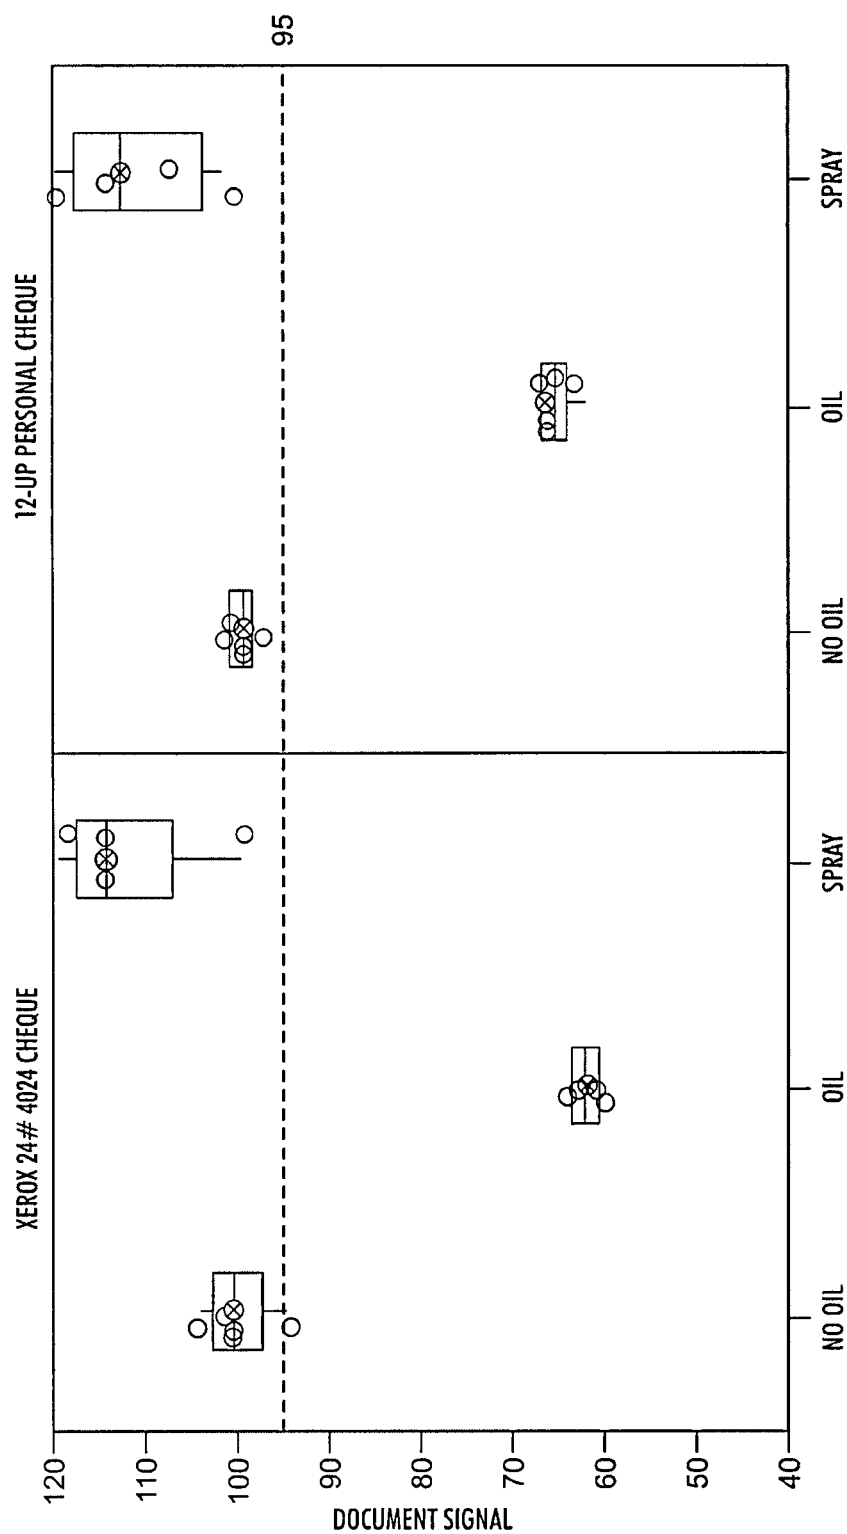 XEROX 24# 4024 CHEQUE
12-UP PERSONAL CHEQUE
120
110
100
90
80
70
60
50
40
DOCUMENT SIGNAL
95
NO OIL
OIL
SPRAY
NO OIL
OIL
SPRAY